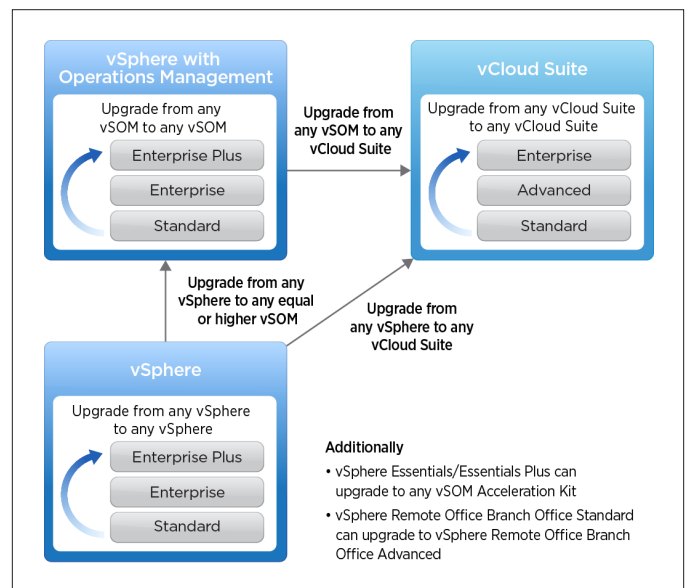 vSphere with
Operations Management
Upgrade from any
vSOM to any vSOM
Enterprise Plus
Enterprise
Standard
Upgrade from
any vSOM to any
vCloud Suite
vCloud Suite
Upgrade from any vCloud Suite
to any vCloud Suite
Enterprise
Advanced
Standard
Upgrade from any
vSphere to any equal
or higher vSOM
Upgrade from
any vSphere to any
vCloud Suite
vSphere
Upgrade from any vSphere
to any vSphere
Enterprise Plus
Enterprise
Standard
Additionally
• vSphere Essentials/Essentials Plus can
upgrade to any vSOM Acceleration Kit
• vSphere Remote Office Branch Office Standard
can upgrade to vSphere Remote Office Branch
Office Advanced